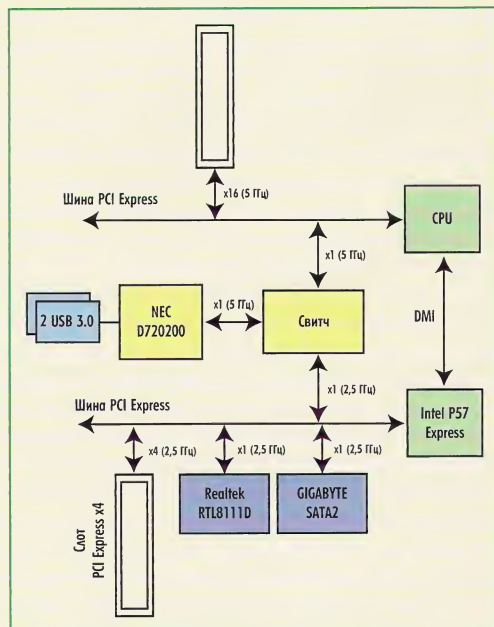 x16 (5 ГГц)
Шина PCI Express
CPU
x1 (5 ГГц)
2 USB 3.0
NEC
D720200
x1 (5 ГГц)
Свитч
DMI
x1 (2,5 ГГц)
Шина PCI Express
Intel P57
Express
x4 (2,5 ГГц)
x1 (2,5 ГГц)
x1 (2,5 ГГц)
Realtek
RTL8111D
GIGABYTE
SATA2
Слот
PCI Express x4